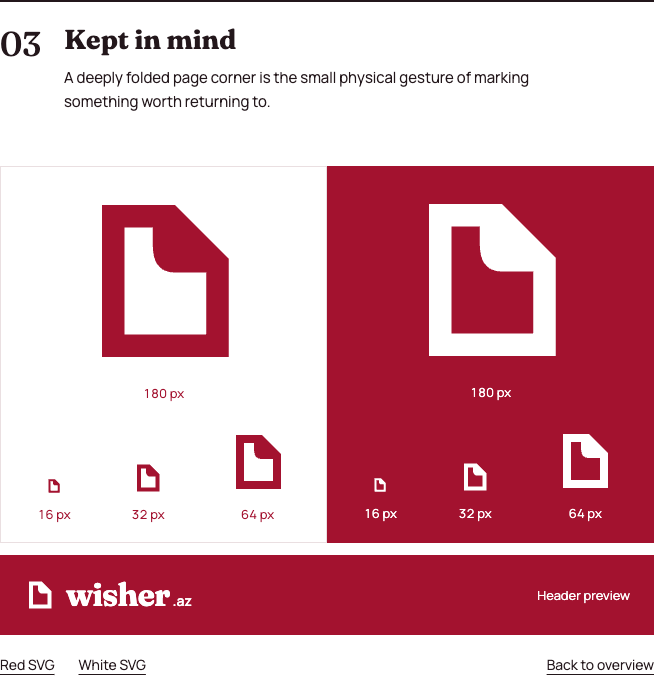 03
Kept in mind
A deeply folded page corner is the small physical gesture of marking
something worth returning to.
180 px
16 px
32 px
64 px
180 px
16 px
32 px
64 px
wisher.az
Header preview
Red SVG
White SVG
Back to overview